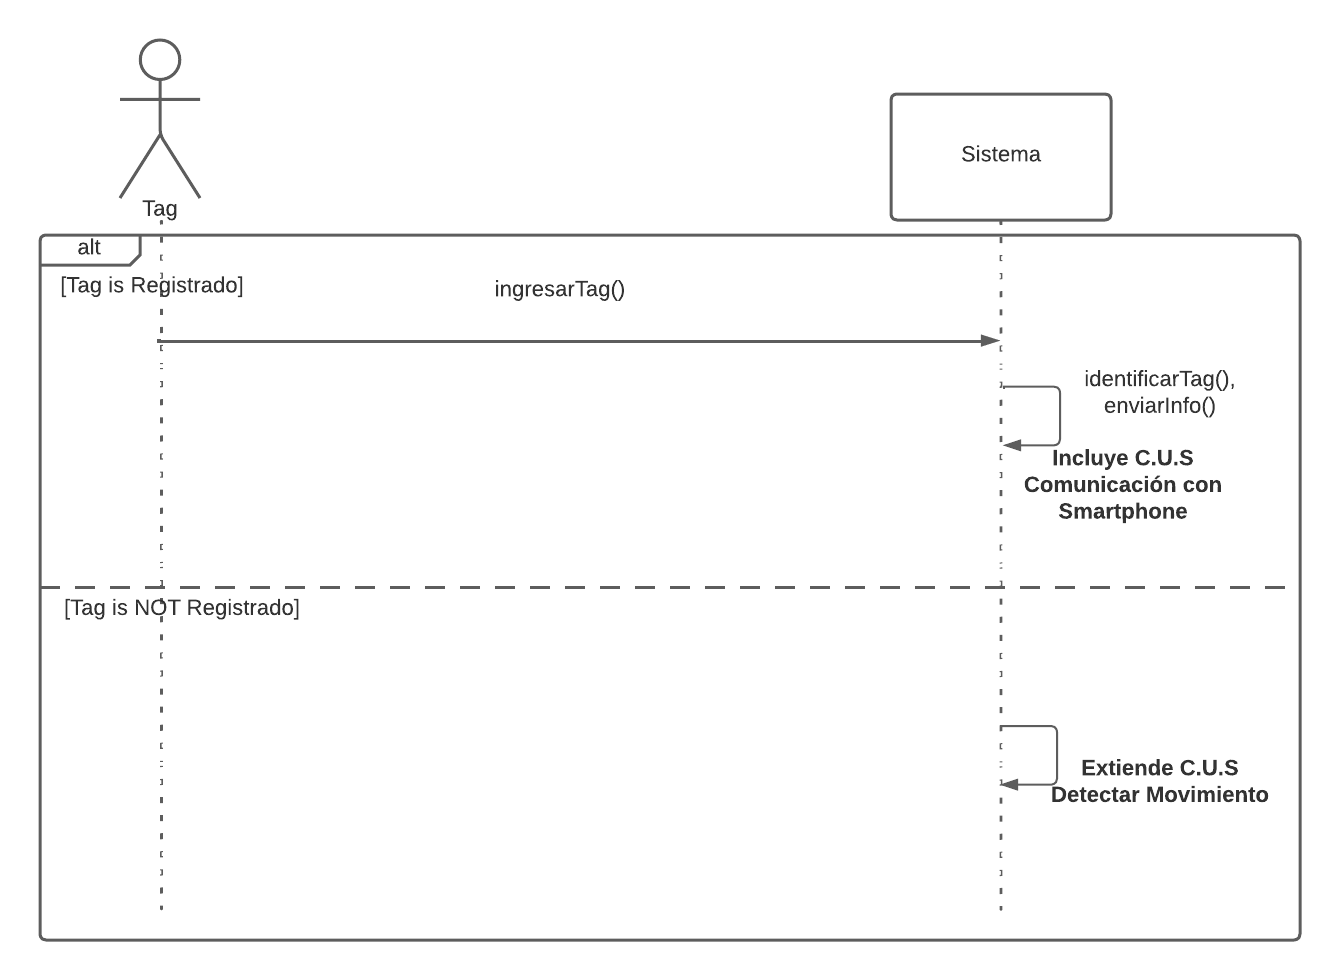 Tag
Sistema
alt
[Tag is Registrado]
ingresarTag()
identificarTag(),
enviarInfo()
Incluye C.U.S
Comunicación con
Smartphone
[Tag is NOT Registrado]
Extiende C.U.S
Detectar Movimiento